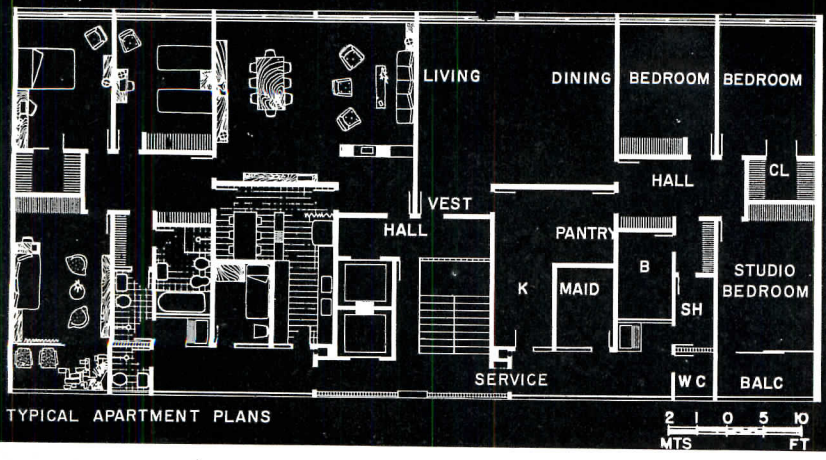 LIVING
DINING
BEDROOM
BEDROOM
CL
HALL
VEST
HALL
PANTRY
B
K
MAID
STUDIO
BEDROOM
SH
SERVICE
WC
BALC
TYPICAL APARTMENT PLANS
2 1 0 5 10
MTS FT